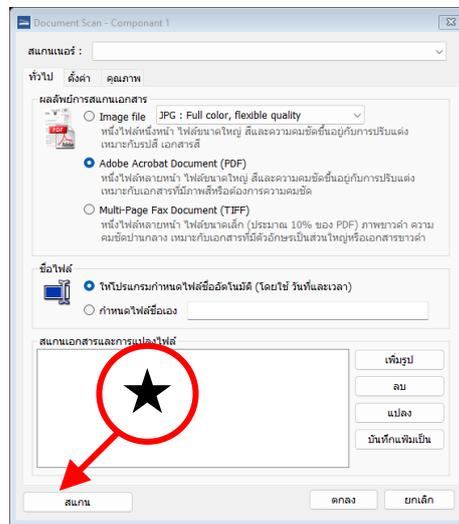 Document Scan - Componant 1
สแกนเนอร์ :
ทั่วไป ตั้งค่า คุณภาพ
ผลลัพย์การสแกนเอกสาร
Image file JPG : Full color, flexible quality
หนึ่งไฟล์หนึ่งหน้า ไฟล์ขนาดใหญ่ สีและความคมชัดขึ้นอยู่กับการปรับแต่ง
เหมาะกับรูปสี เอกสารสี
PDF
Adobe Acrobat Document (PDF)
หนึ่งไฟล์หลายหน้า ไฟล์ขนาดใหญ่ สีและความคมชัดขึ้นอยู่กับการปรับแต่ง
เหมาะกับเอกสารที่มีภาพสีหรือต้องการความคมชัด
Multi-Page Fax Document (TIFF)
หนึ่งไฟล์หลายหน้า ไฟล์ขนาดเล็ก (ประมาณ 10% ของ PDF) ภาพขาวดำ ความ
คมชัดปานกลาง เหมาะกับเอกสารที่มีตัวอักษรเป็นส่วนใหญ่หรือเอกสารขาวดำ
ชื่อไฟล์
ให้โปรแกรมกำหนดไฟล์ชื่ออัตโนมัติ (โดยใช้ วันที่และเวลา)
กำหนดไฟล์ชื่อเอง
สแกนเอกสารและการแปลงไฟล์
เพิ่มรูป
ลบ
แปลง
บันทึกแฟ้มเป็น
สแกน ตกลง ยกเลิก